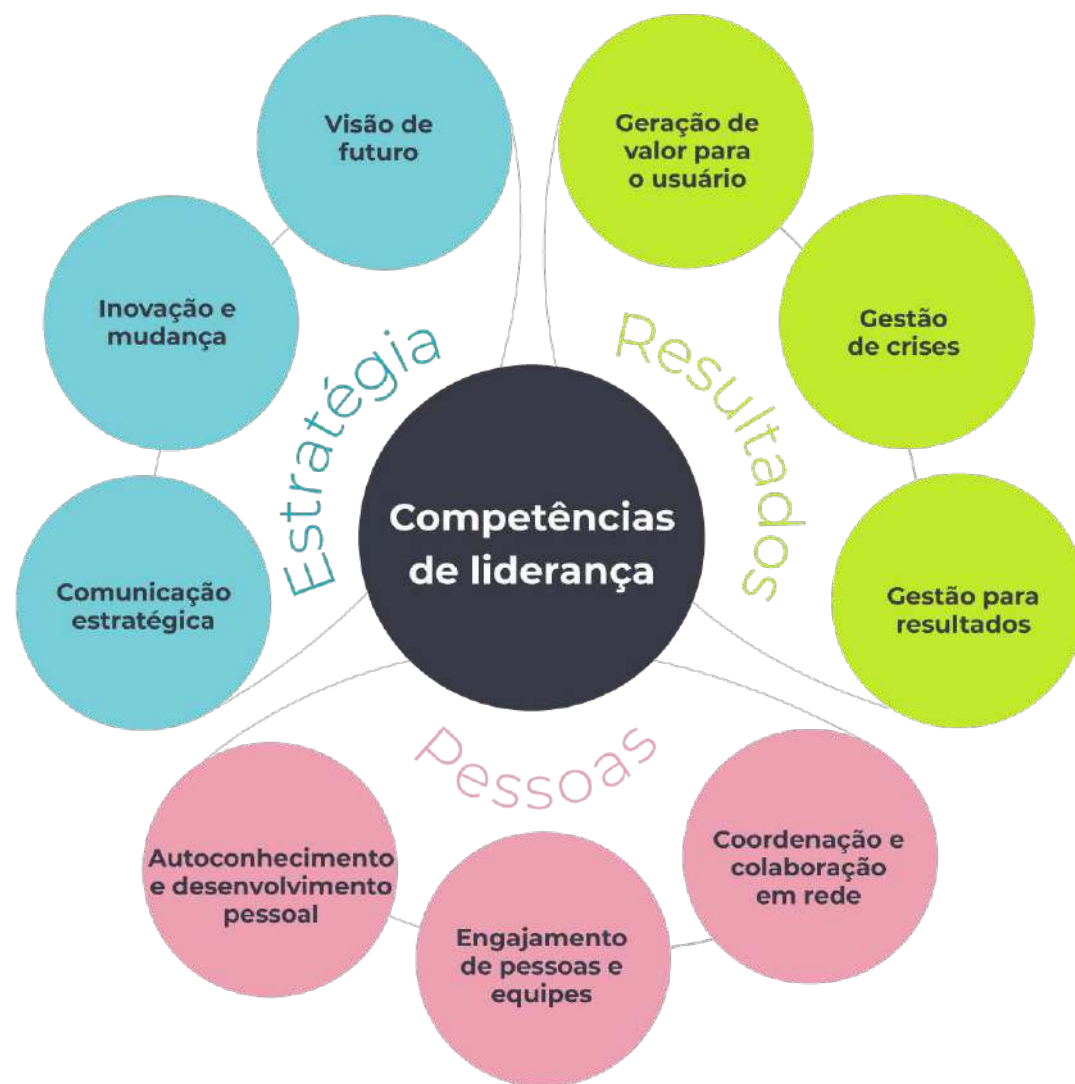 Visão de
futuro
Geração de
valor para
o usuário
Inovação e
mudança
Gestão
de crises
Estratégia
Resultados
Competências
de liderança
Comunicação
estratégica
Gestão para
resultados
Pessoas
Autoconhecimento
e desenvolvimento
pessoal
Engajamento
de pessoas e
equipes
Coordenação e
colaboração
em rede